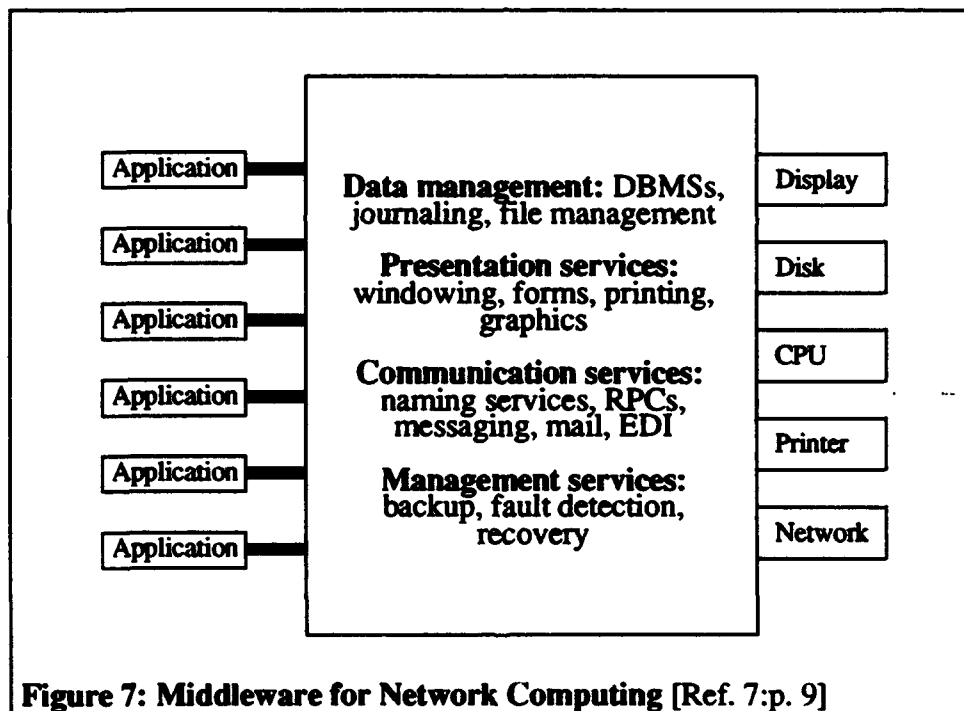 Application
Application
Application
Application
Application
Application
Data management: DBMSs,
journaling, file management
Presentation services:
windowing, forms, printing,
graphics
Communication services:
naming services, RPCs,
messaging, mail, EDI
Management services:
backup, fault detection,
recovery
Display
Disk
CPU
Printer
Network
Figure 7: Middleware for Network Computing [Ref. 7:p. 9]